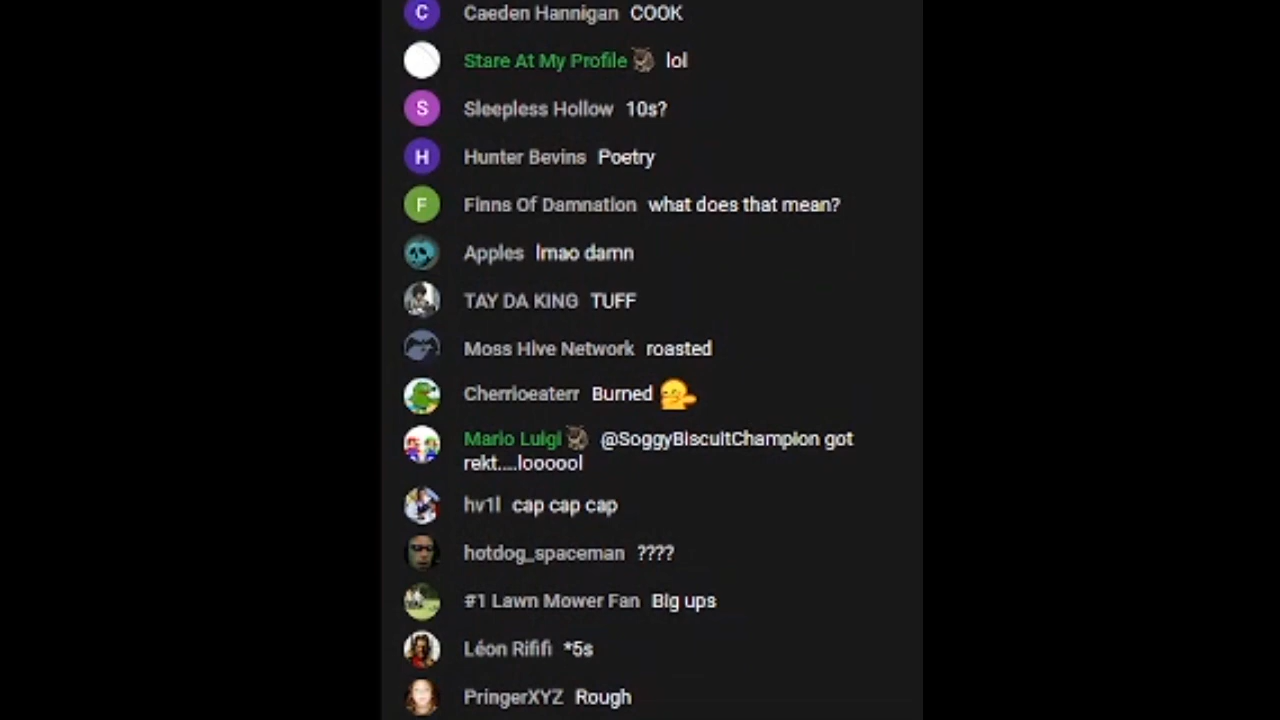 C Caeden Hannigan COOK
Stare At My Profile lol
S Sleepless Hollow 10s?
H Hunter Bevins Poetry
F Finns Of Damnation what does that mean?
Apples lmao damn
TAY DA KING TUFF
Moss Hive Network roasted
Cherrioeaterr Burned
Mario Luigi @SoggyBiscuitChampion got
rekt....loooool
hv1l cap cap cap
hotdog_spaceman ????
#1 Lawn Mower Fan Big ups
Léon Rififi *5s
PringerXYZ Rough